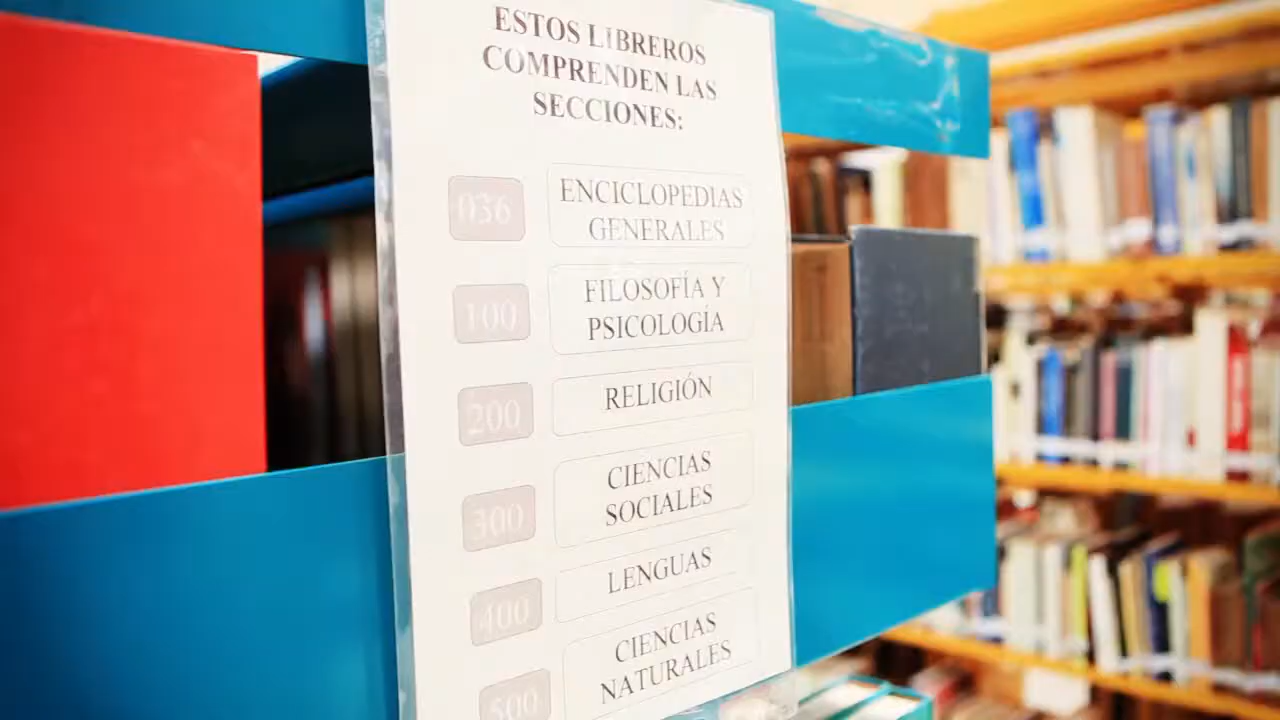 ESTOS LIBREROS
COMPRENDEN LAS
SECCIONES:
036 ENCICLOPEDIAS
GENERALES
100 FILOSOFÍA Y
PSICOLOGÍA
200 RELIGIÓN
300 CIENCIAS
SOCIALES
400 LENGUAS
500 CIENCIAS
NATURALES